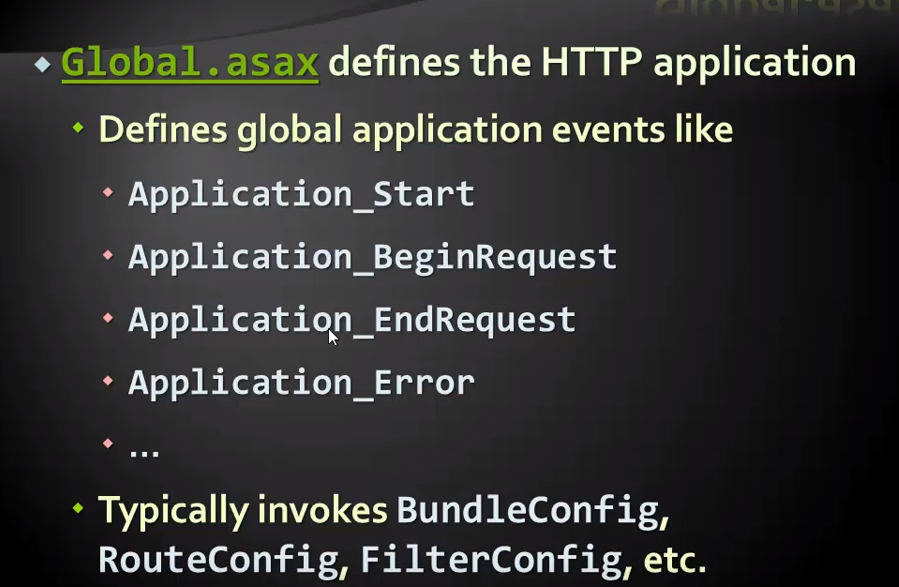 Global.asax defines the HTTP application
Defines global application events like
Application_Start
Application_BeginRequest
Application_EndRequest
Application_Error
...
Typically invokes BundleConfig,
RouteConfig, FilterConfig, etc.